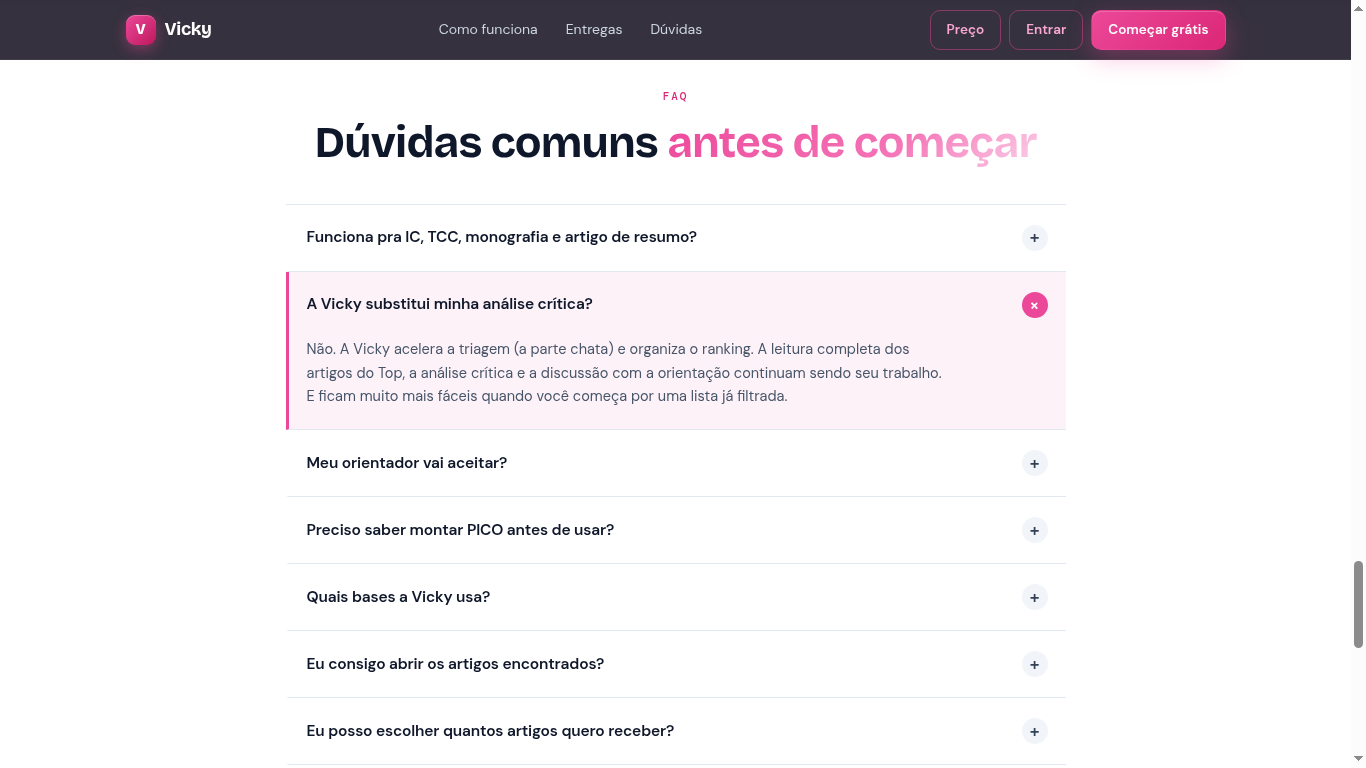 V Vicky Como funciona Entregas Dúvidas Preço Entrar Começar grátis
FAQ
Dúvidas comuns antes de começar
Funciona pra IC, TCC, monografia e artigo de resumo? +
A Vicky substitui minha análise crítica? ×
Não. A Vicky acelera a triagem (a parte chata) e organiza o ranking. A leitura completa dos
artigos do Top, a análise crítica e a discussão com a orientação continuam sendo seu trabalho.
E ficam muito mais fáceis quando você começa por uma lista já filtrada.
Meu orientador vai aceitar? +
Preciso saber montar PICO antes de usar? +
Quais bases a Vicky usa? +
Eu consigo abrir os artigos encontrados? +
Eu posso escolher quantos artigos quero receber? +